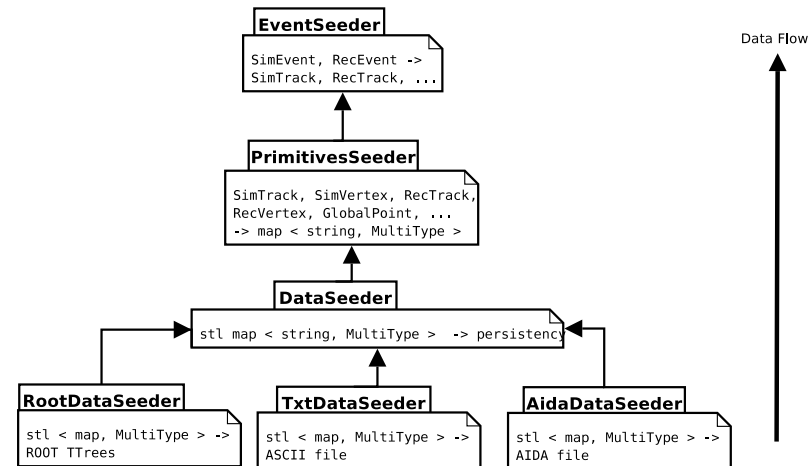 EventSeeder
SimEvent, RecEvent ->
SimTrack, RecTrack, ...
Data Flow
PrimitivesSeeder
SimTrack, SimVertex, RecTrack,
RecVertex, GlobalPoint, ...
-> map < string, MultiType >
DataSeeder
stl map < string, MultiType >  -> persistency
RootDataSeeder
stl < map, MultiType > ->
ROOT TTrees
TxtDataSeeder
stl < map, MultiType > ->
ASCII file
AidaDataSeeder
stl < map, MultiType > ->
AIDA file